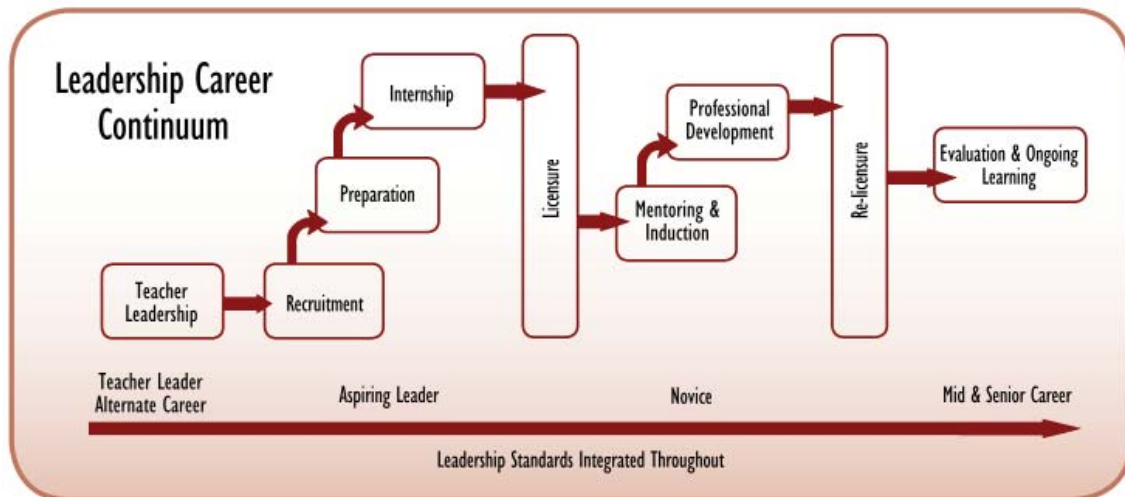 Leadership Career
Continuum
Internship
Preparation
Teacher
Leadership
Recruitment
Licensure
Professional
Development
Mentoring &
Induction
Re-licensure
Evaluation & Ongoing
Learning
Teacher Leader
Alternate Career
Aspiring Leader
Novice
Mid & Senior Career
Leadership Standards Integrated Throughout